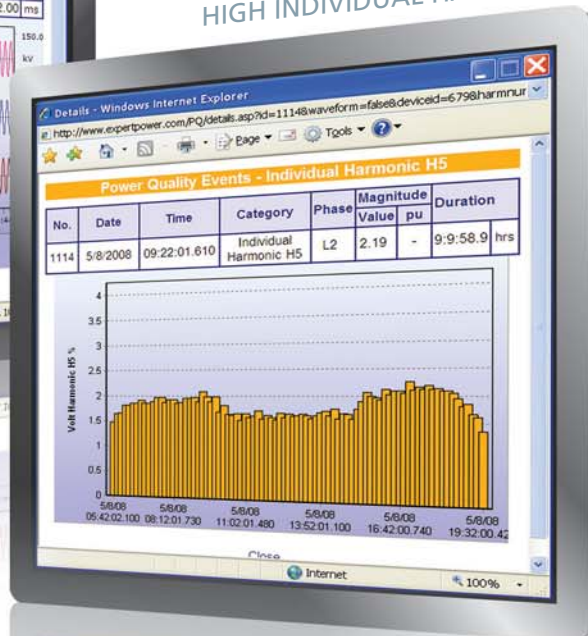 2.00 ms
150.0
kV
HIGH INDIVIDUAL
Details - Windows Internet Explorer
http://www.expertpower.com/PQ/details.asp?id=1114&waveform=false&deviceid=679&harmnur
Page Tools
Power Quality Events - Individual Harmonic H5
No. Date Time Category Phase Magnitude Duration
Value pu
1114 5/8/2008 09:22:01.610 Individual Harmonic H5 L2 2.19 - 9:9:58.9 hrs
Volt Harmonic H5 %
4
3.5
3
2.5
2
1.5
1
0.5
0
5/8/08 5/8/08 5/8/08 5/8/08 5/8/08 5/8/08
05:42:02.100 08:12:01.730 11:02:01.480 13:52:01.100 16:42:00.740 19:32:00.42
Close
Internet 100%